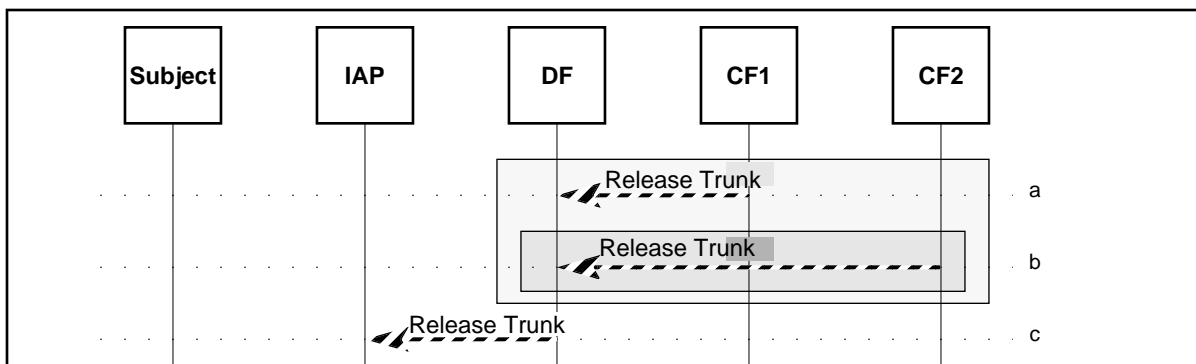 Subject IAP DF CF1 CF2
Release Trunk a
Release Trunk b
Release Trunk c